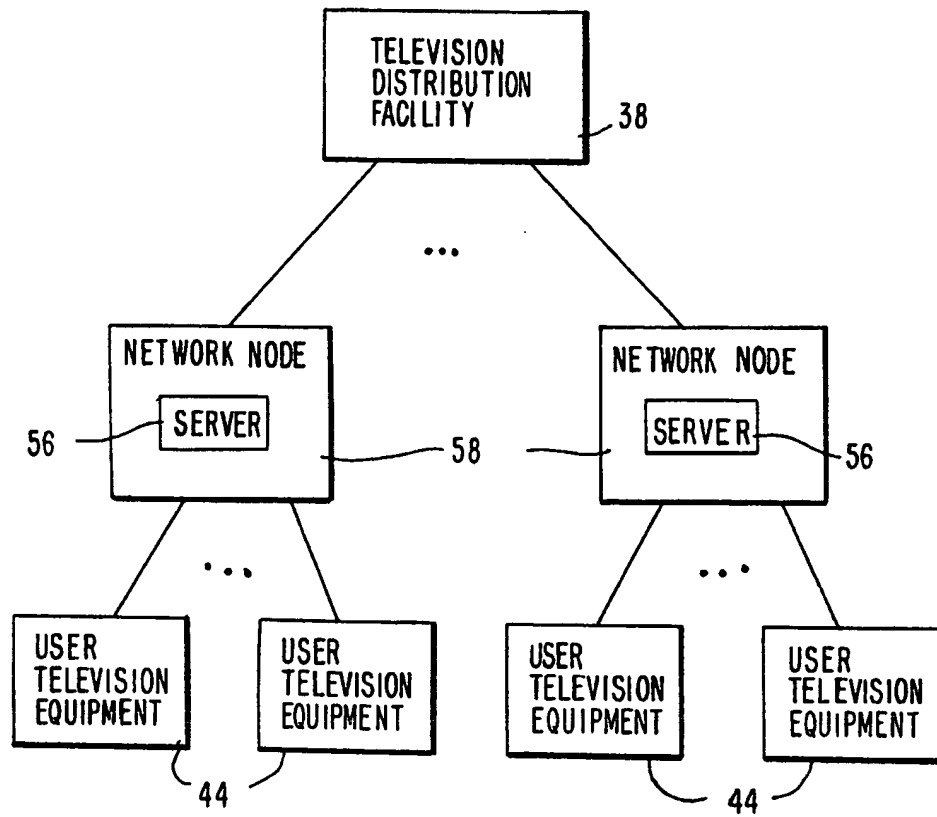 TELEVISION
DISTRIBUTION
FACILITY
38
...
NETWORK NODE
SERVER
56
58
NETWORK NODE
SERVER
56
...
...
USER
TELEVISION
EQUIPMENT
USER
TELEVISION
EQUIPMENT
44
USER
TELEVISION
EQUIPMENT
USER
TELEVISION
EQUIPMENT
44